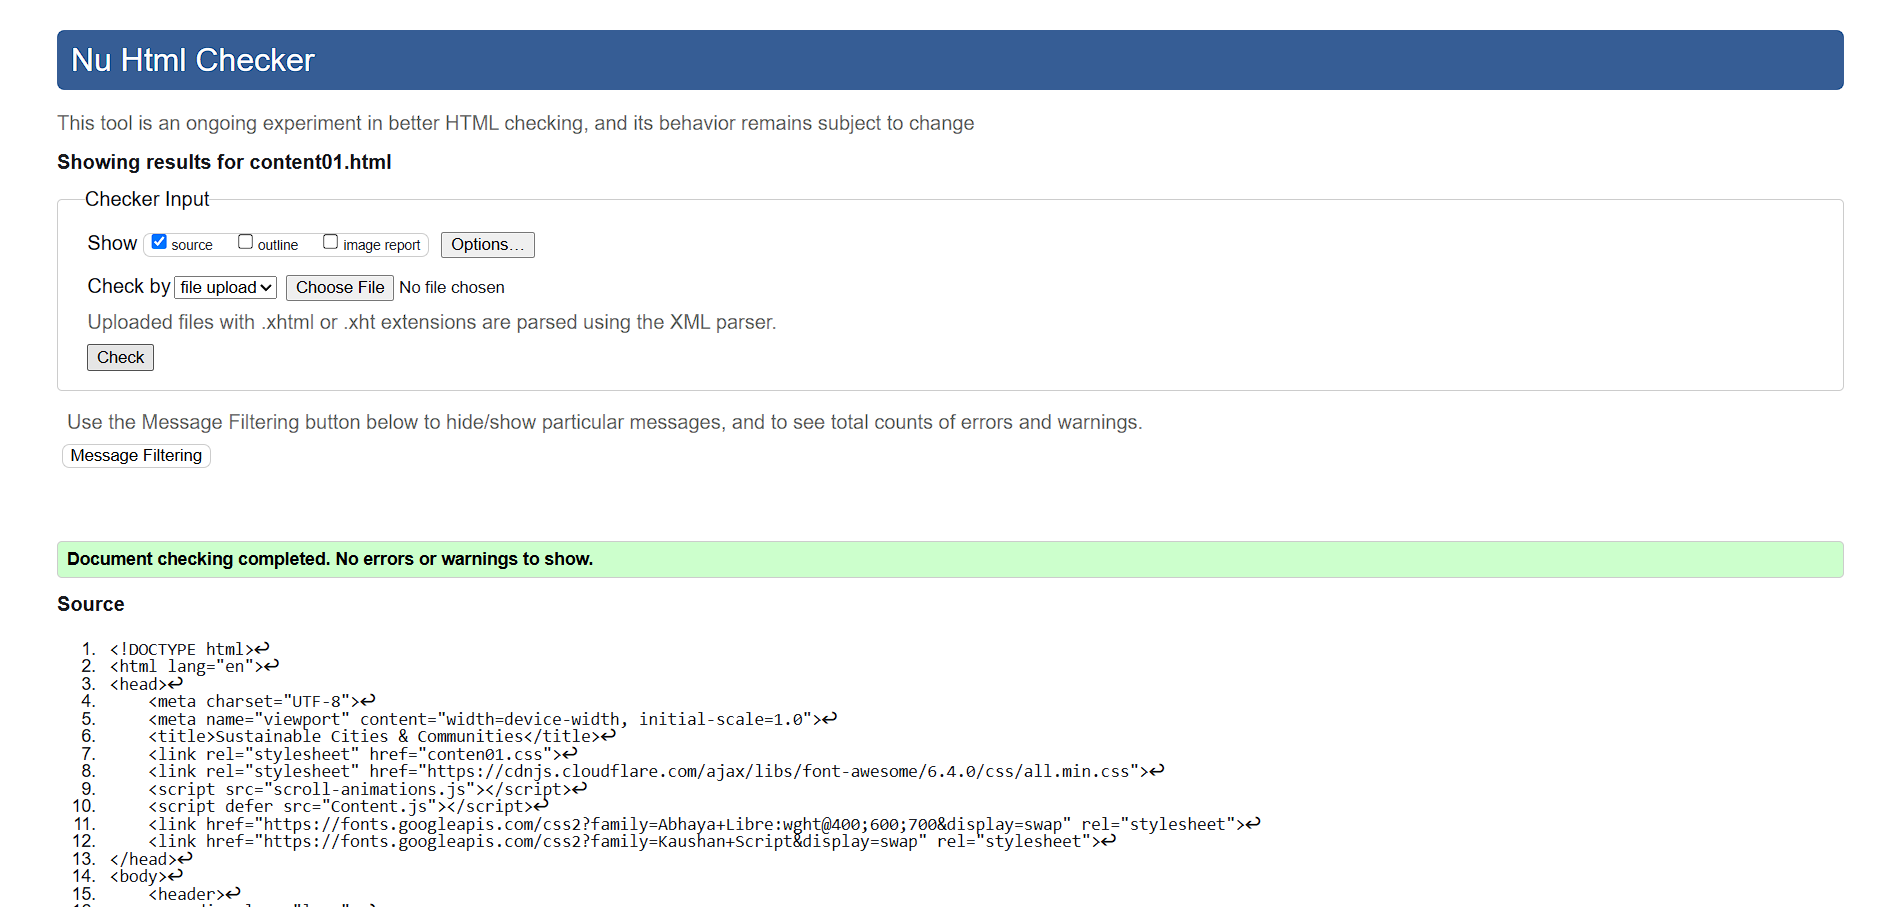 Nu Html Checker
This tool is an ongoing experiment in better HTML checking, and its behavior remains subject to change
Showing results for content01.html
Checker Input
Show source outline image report Options...
Check by file upload Choose File No file chosen
Uploaded files with .xhtml or .xht extensions are parsed using the XML parser.
Check
Use the Message Filtering button below to hide/show particular messages, and to see total counts of errors and warnings.
Message Filtering
Document checking completed. No errors or warnings to show.
Source
1. <!DOCTYPE html>↩
2. <html lang="en">↩
3. <head>↩
4. <meta charset="UTF-8">↩
5. <meta name="viewport" content="width=device-width, initial-scale=1.0">↩
6. <title>Sustainable Cities & Communities</title>↩
7. <link rel="stylesheet" href="conten01.css">↩
8. <link rel="stylesheet" href="https://cdnjs.cloudflare.com/ajax/libs/font-awesome/6.4.0/css/all.min.css">↩
9. <script src="scroll-animations.js"></script>↩
10. <script defer src="Content.js"></script>↩
11. <link href="https://fonts.googleapis.com/css2?family=Abhaya+Libre:wght@400;600;700&display=swap" rel="stylesheet">↩
12. <link href="https://fonts.googleapis.com/css2?family=Kaushan+Script&display=swap" rel="stylesheet">↩
13. </head>↩
14. <body>↩
15. <header>↩